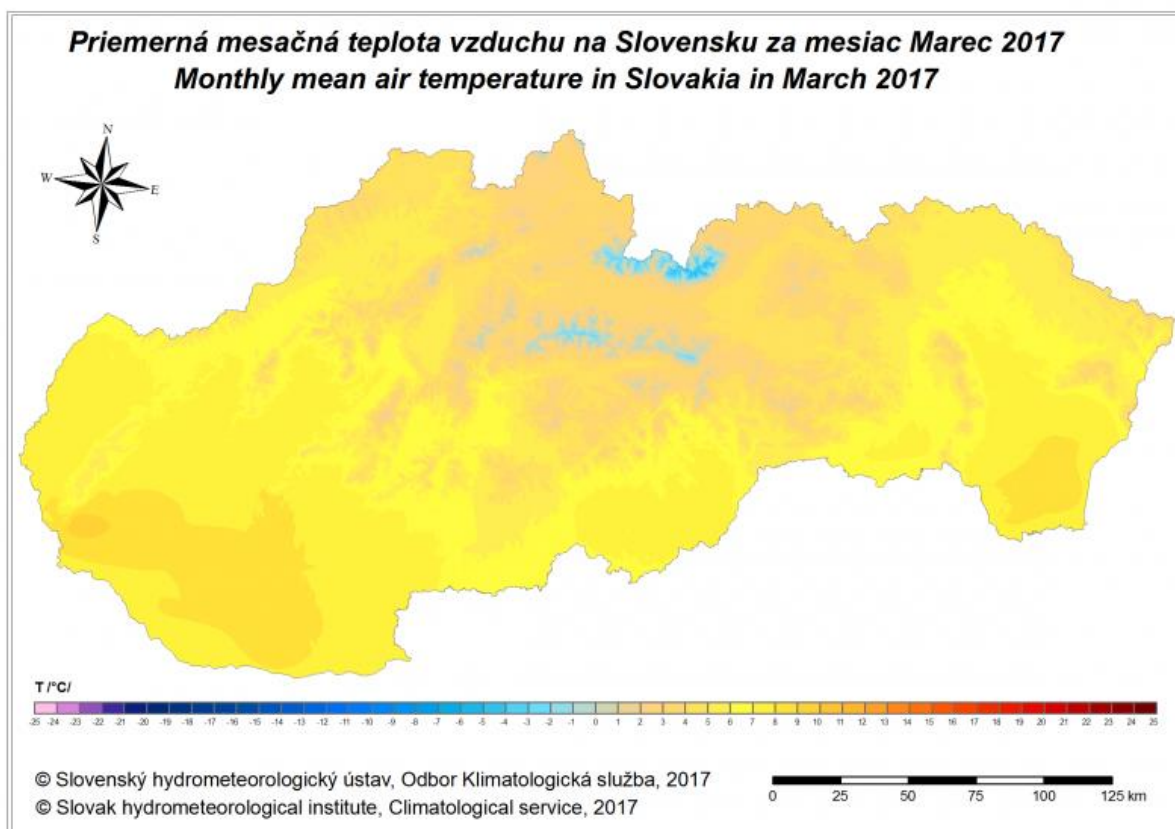 Priemerná mesačná teplota vzduchu na Slovensku za mesiac Marec 2017
Monthly mean air temperature in Slovakia in March 2017
N
W
E
S
T /°C/
-25 -24 -23 -22 -21 -20 -19 -18 -17 -16 -15 -14 -13 -12 -11 -10 -9 -8 -7 -6 -5 -4 -3 -2 -1 0 1 2 3 4 5 6 7 8 9 10 11 12 13 14 15 16 17 18 19 20 21 22 23 24 25
© Slovenský hydrometeorologický ústav, Odbor Klimatologická služba, 2017
© Slovak hydrometeorological institute, Climatological service, 2017
0 25 50 75 100 125 km